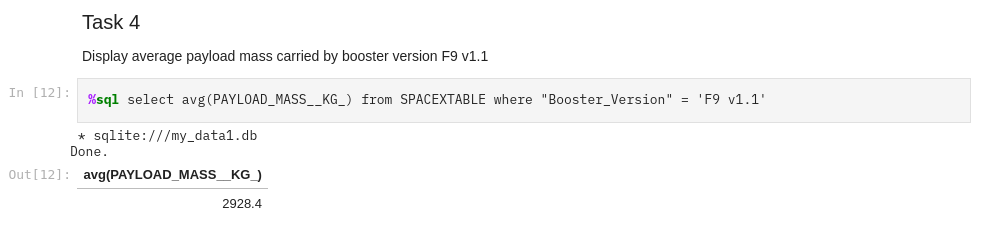 Task 4
Display average payload mass carried by booster version F9 v1.1
In [12]: %sql select avg(PAYLOAD_MASS__KG_) from SPACEXTABLE where "Booster_Version" = 'F9 v1.1'
* sqlite:///my_data1.db
Done.
Out[12]: avg(PAYLOAD_MASS__KG_)
2928.4